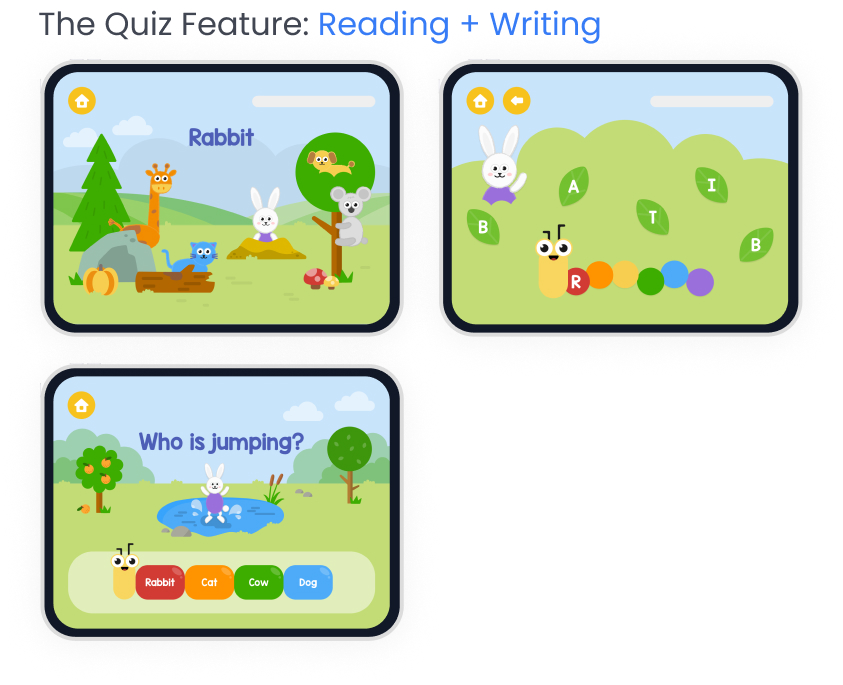 The Quiz Feature: Reading + Writing
Rabbit
A
I
T
B
B
R
Who is jumping?
Rabbit Cat Cow Dog